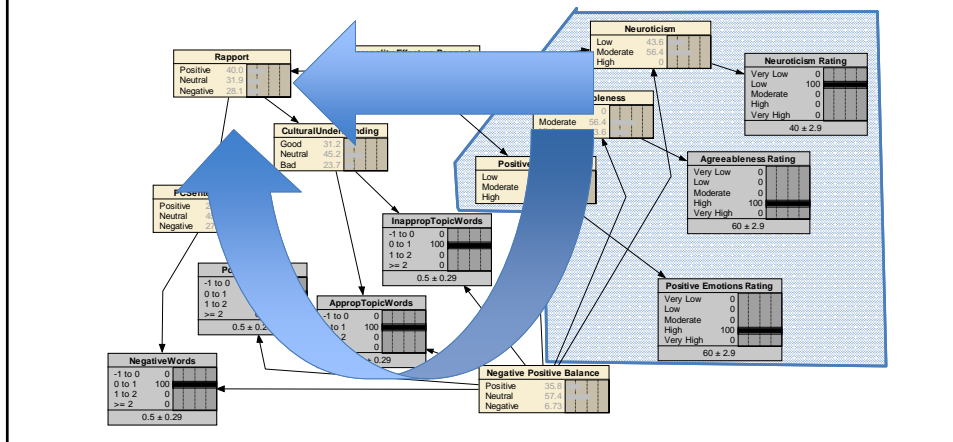 Neuroticism
Low 43.6
Moderate 56.4
High 0
Rapport
Positive 40.0
Neutral 31.9
Negative 28.1
Neuroticism Rating
Very Low 0
Low 100
Moderate 0
High 0
Very High 0
40 ± 2.9
Moderate 56.4
CulturalUnder
Good 31.2
Neutral 45.2
Bad 23.7
Agreeableness Rating
Very Low 0
Low 0
Moderate 0
High 100
Very High 0
60 ± 2.9
Low
Moderate
High
Positive
Neutral
Negative
InappropTopicWords
-1 to 0 0
0 to 1 100
1 to 2 0
>= 2 0
0.5 ± 0.29
-1 to 0
0 to 1
1 to 2
>= 2
AppropTopicWords
0
100
0
0
Positive Emotions Rating
Very Low 0
Low 0
Moderate 0
High 100
Very High 0
60 ± 2.9
NegativeWords
-1 to 0 0
0 to 1 100
1 to 2 0
>= 2 0
0.5 ± 0.29
Negative Positive Balance
Positive 35.8
Neutral 57.4
Negative 6.73